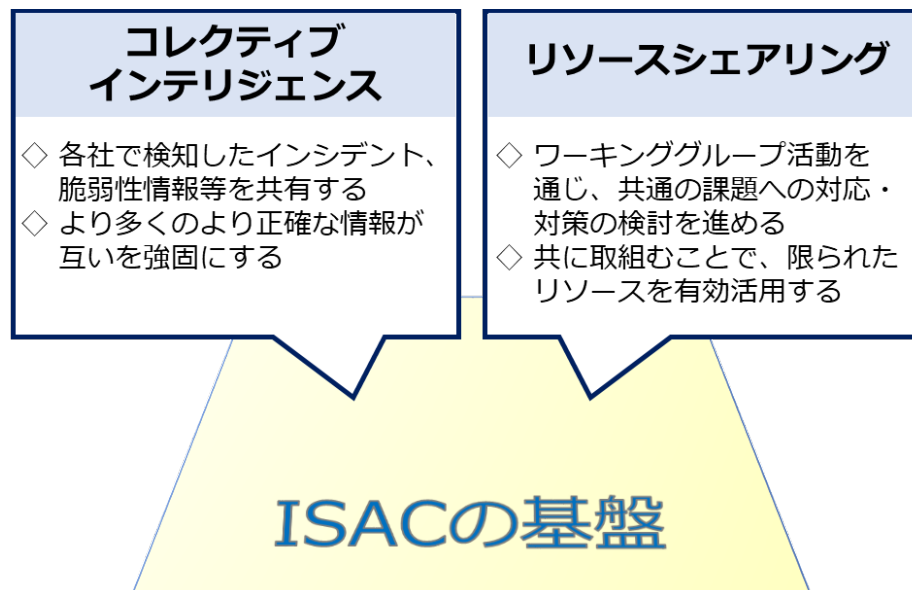 コレクティブ
インテリジェンス
◇ 各社で検知したインシデント、
脆弱性情報等を共有する
◇ より多くのより正確な情報が
互いを強固にする
リソースシェアリング
◇ ワーキンググループ活動を
通じ、共通の課題への対応・
対策の検討を進める
◇ 共に取組むことで、限られた
リソースを有効活用する
ISACの基盤